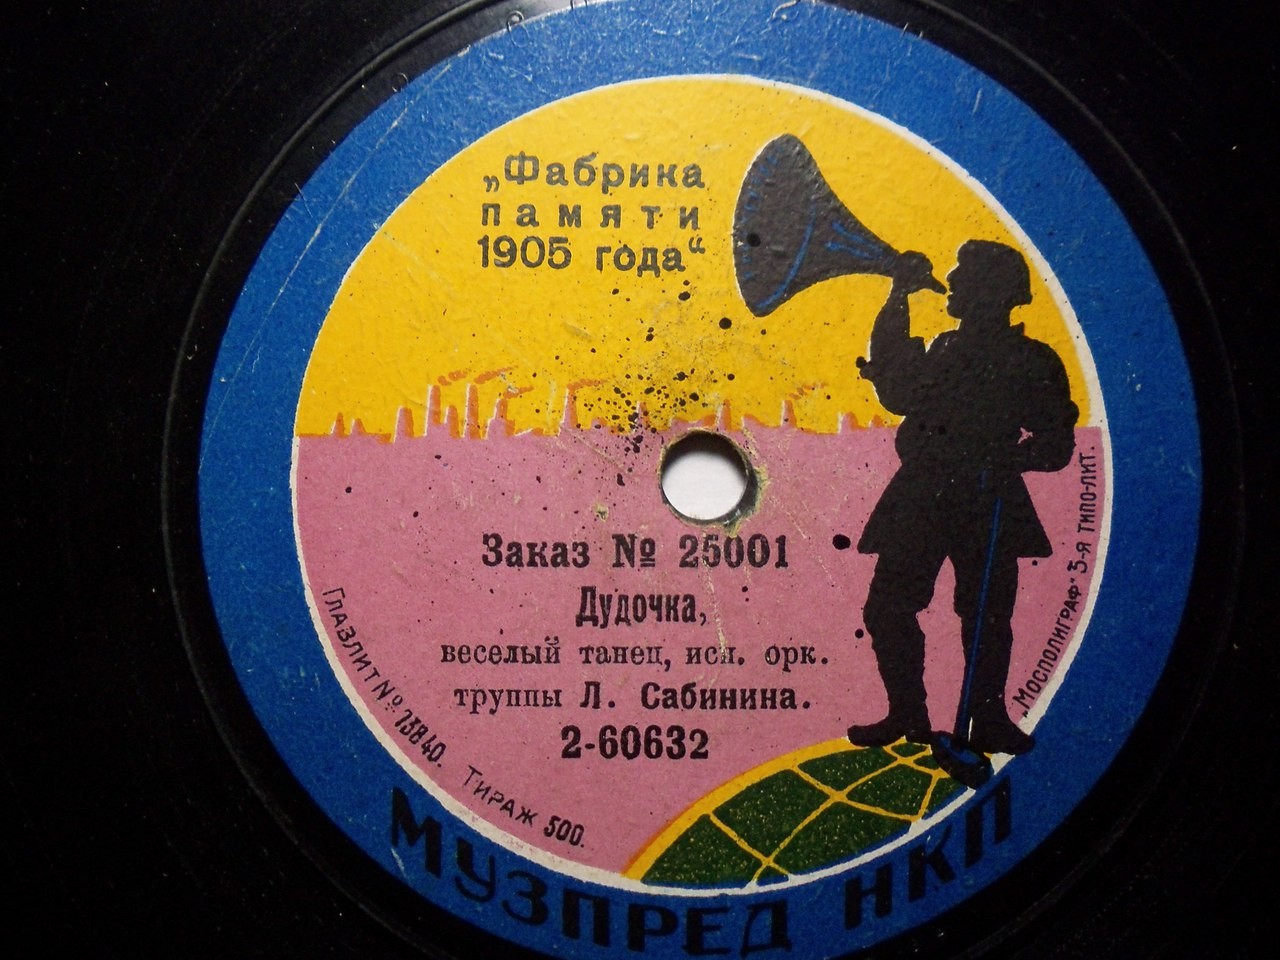 „Фабрика
памяти
1905 года“
Заказ № 25001
Дудочка,
веселый танец, исп. орк.
труппы Л. Сабинина.
2-60632
Главлит № 73840. Тираж 500.
„Мосполиграф“ 5-я типо-лит.
МУЗПРЕД НКП